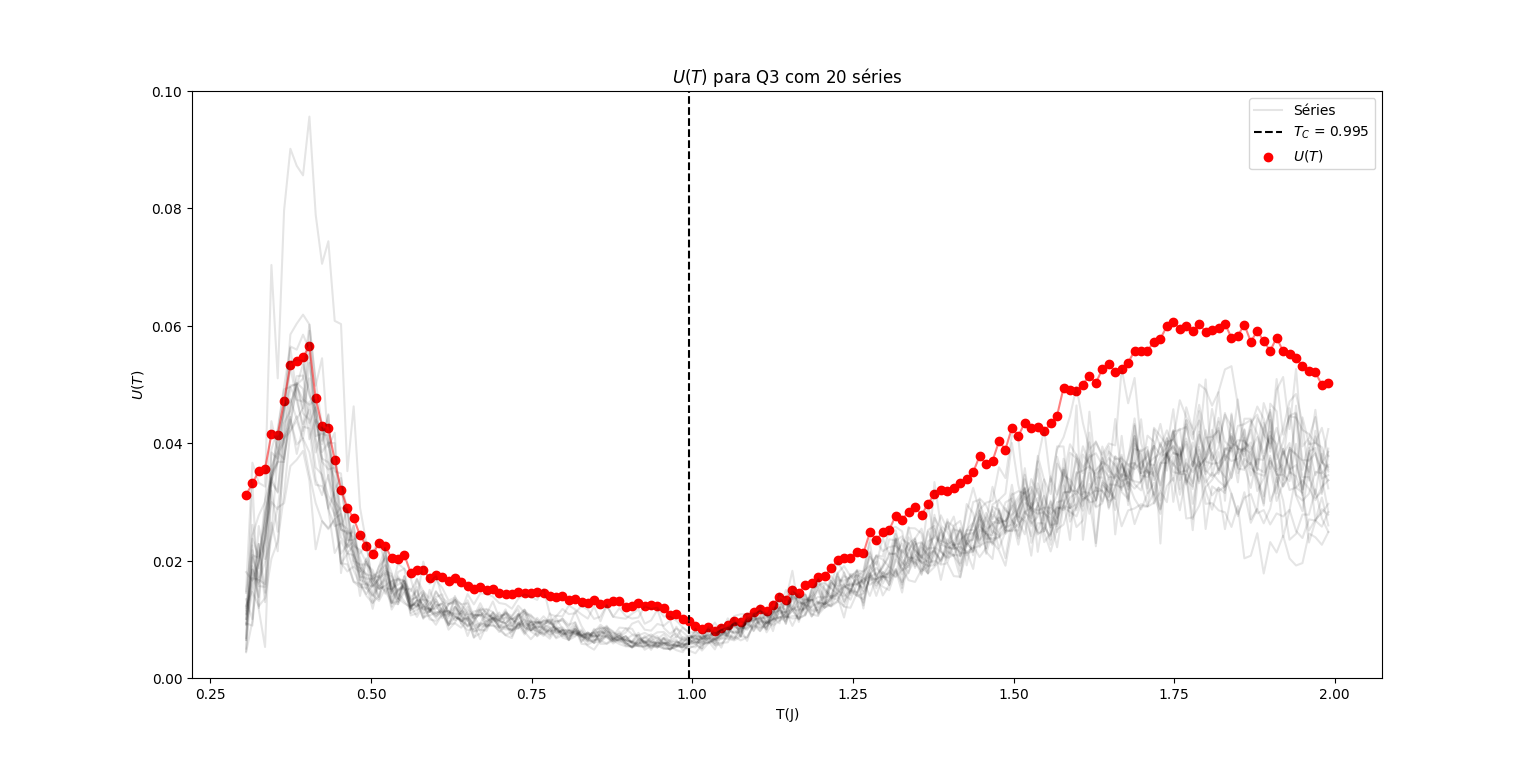 U(T) para Q3 com 20 séries
0.10
0.08
0.06
0.04
0.02
0.00
U(T)
Séries
T_C = 0.995
U(T)
0.25 0.50 0.75 1.00 1.25 1.50 1.75 2.00
T(J)